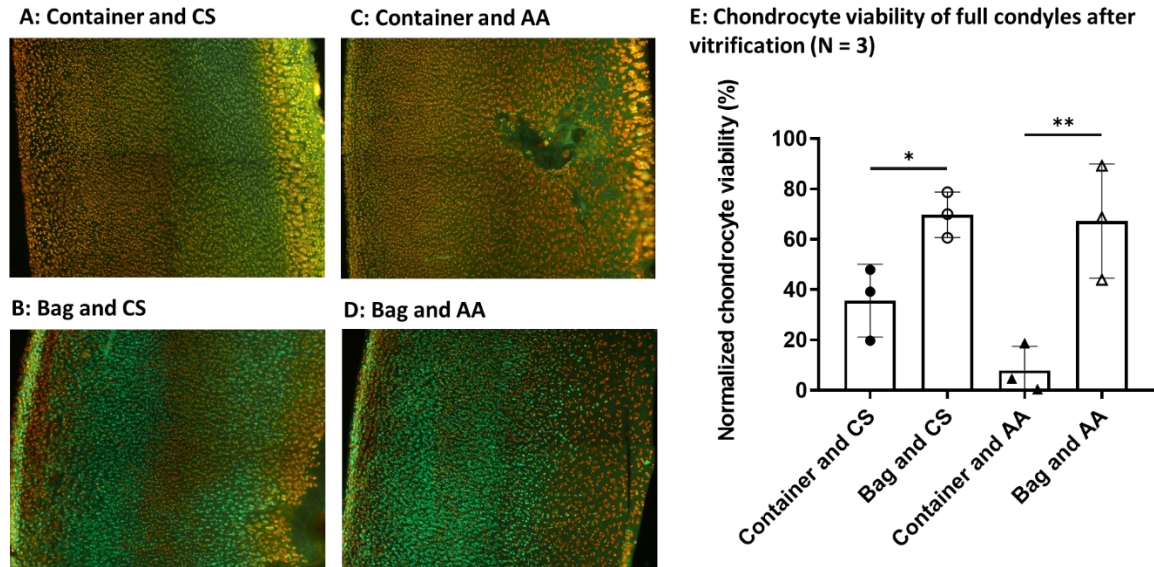 A: Container and CS
C: Container and AA
B: Bag and CS
D: Bag and AA
E: Chondrocyte viability of full condyles after
vitrification (N = 3)
Normalized chondrocyte viability (%)
100
80
60
40
20
0
*
**
Container and CS
Bag and CS
Container and AA
Bag and AA